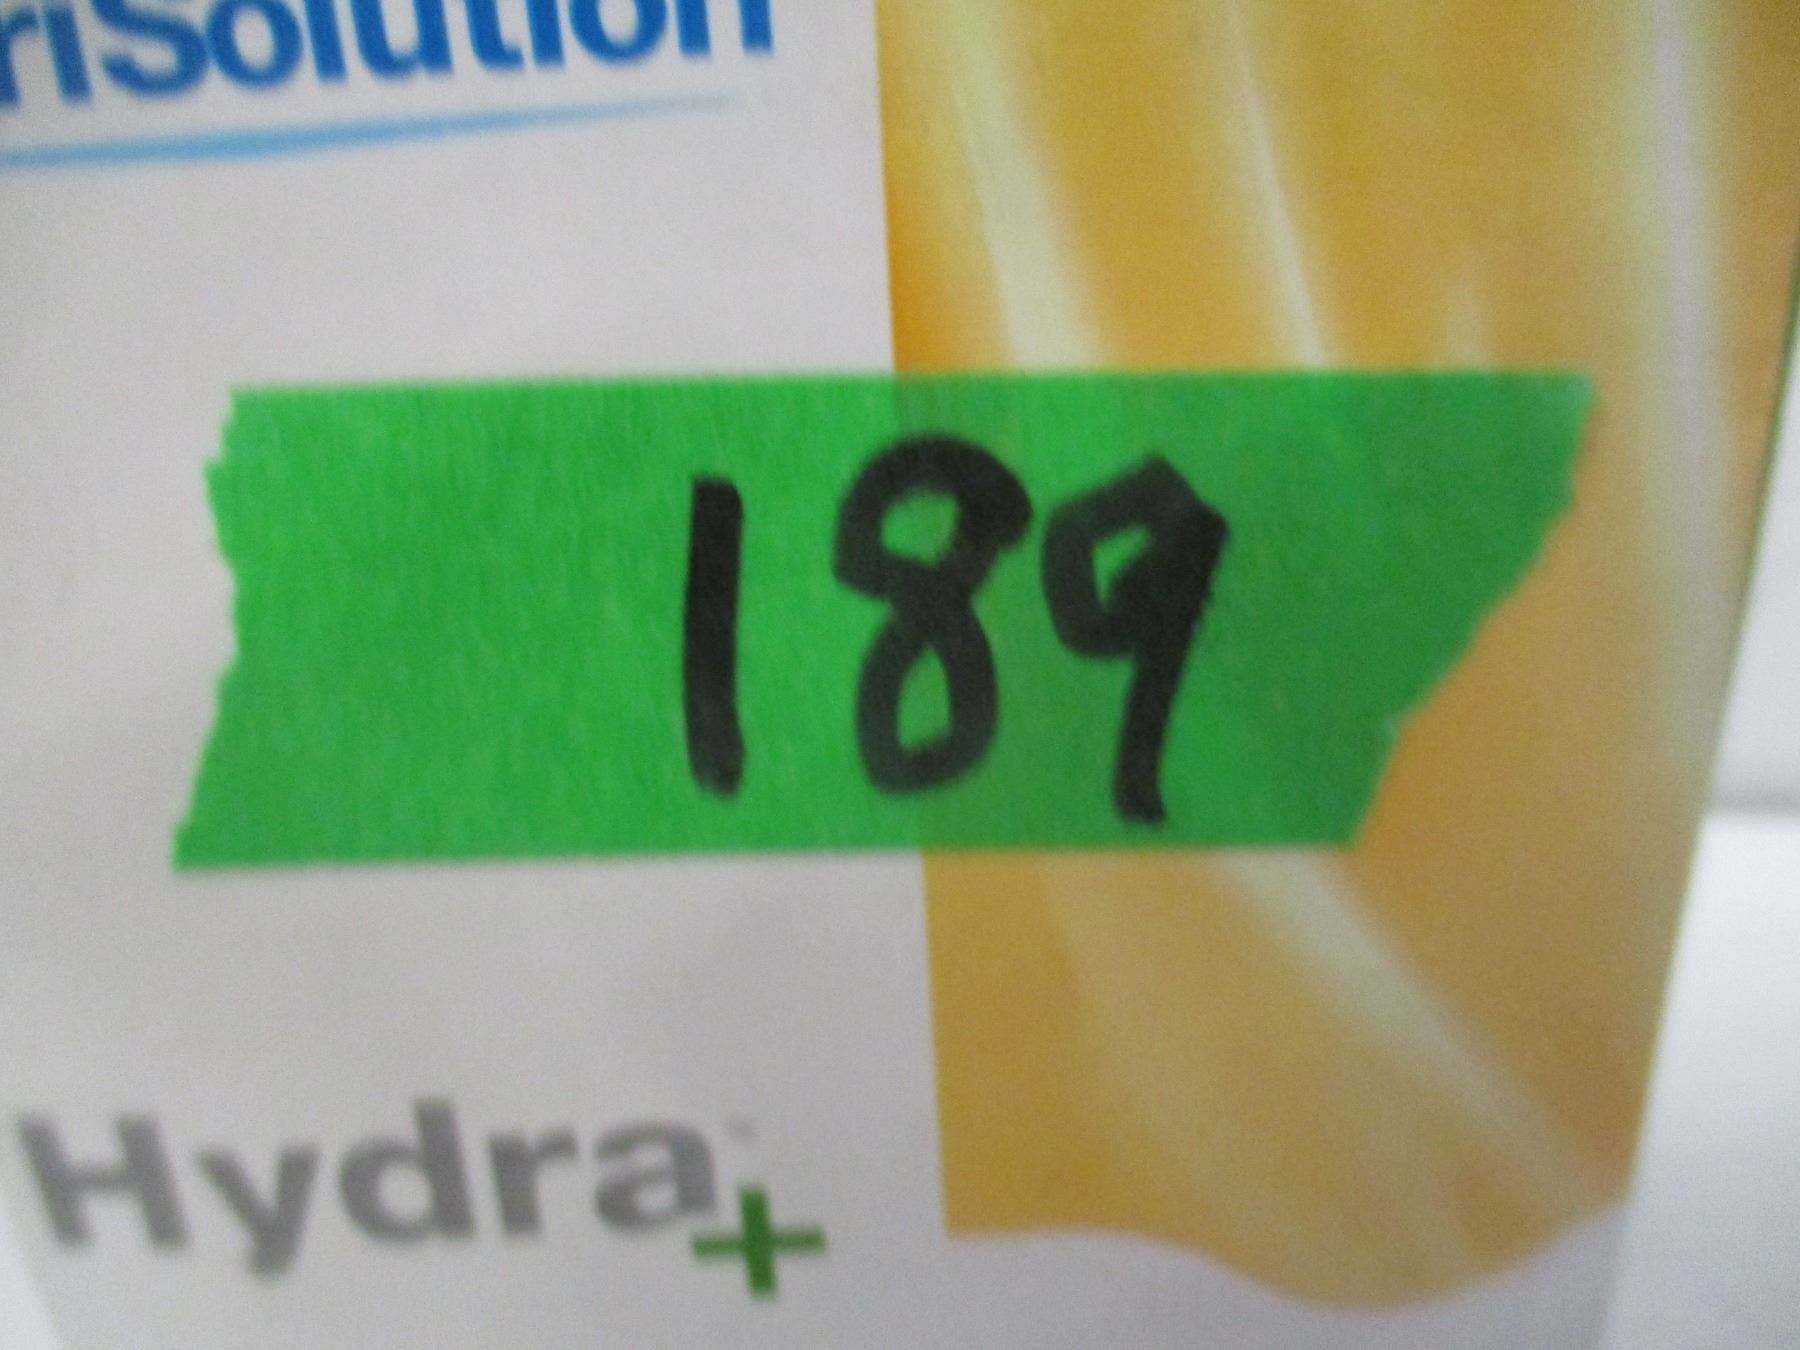 riSolution
189
Hydra+